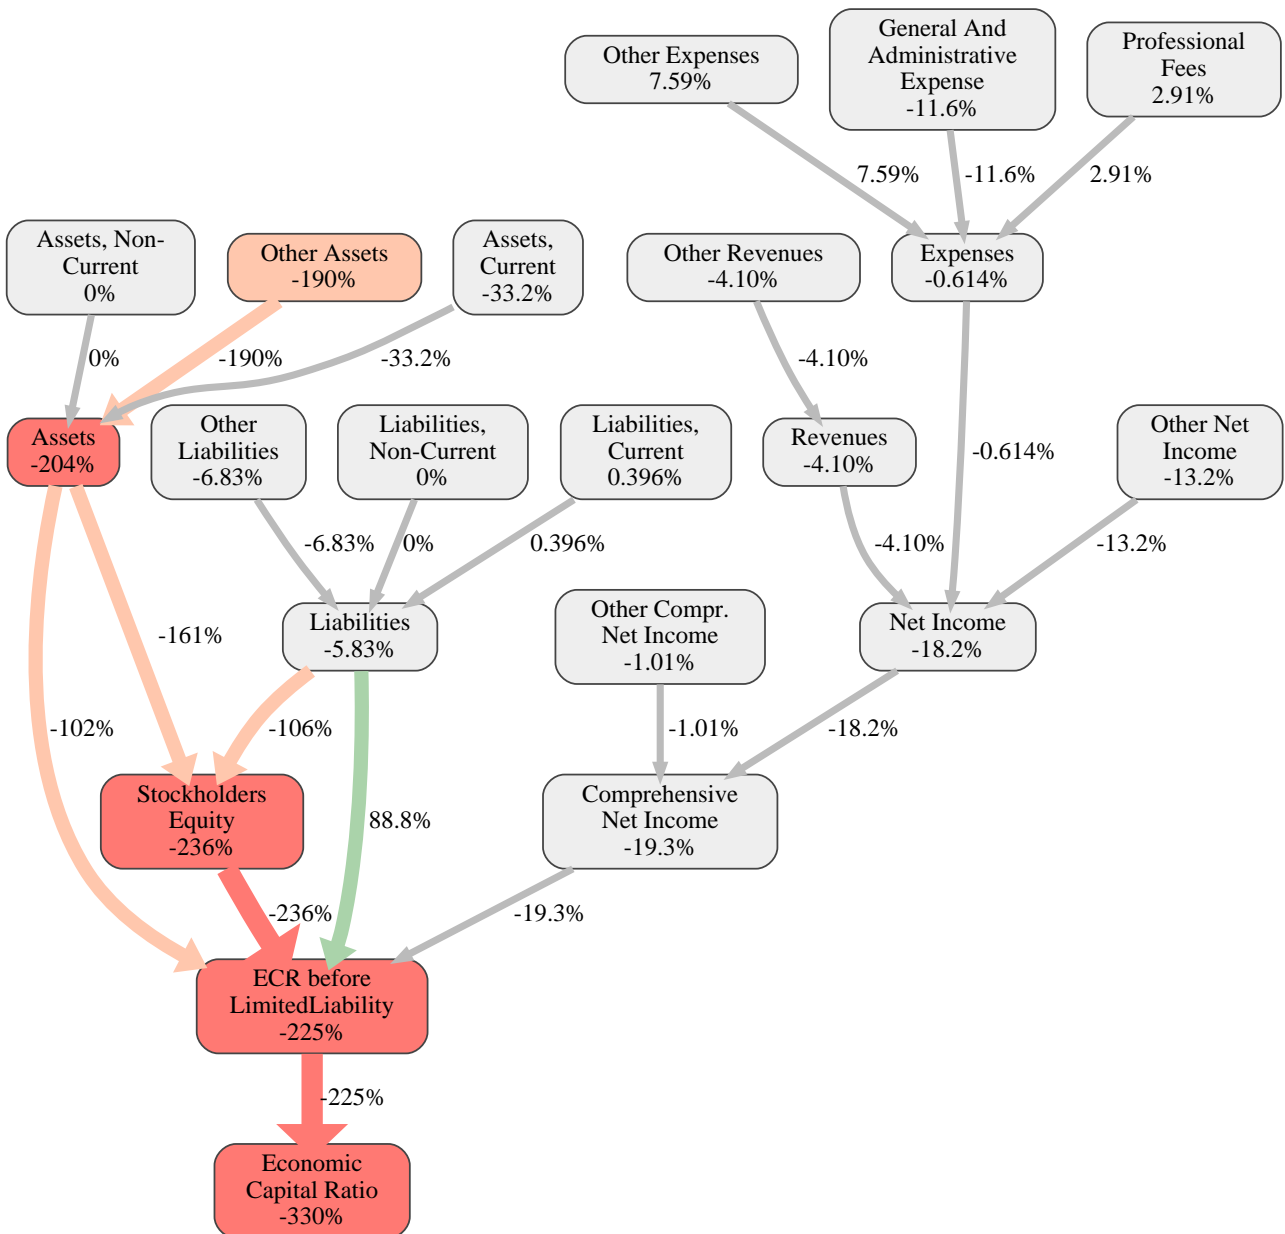 Other Expenses
7.59%
General And
Administrative
Expense
-11.6%
Professional
Fees
2.91%
7.59%
-11.6%
2.91%
Assets, Non-
Current
0%
Other Assets
-190%
Assets,
Current
-33.2%
Other Revenues
-4.10%
Expenses
-0.614%
0%
-190%
-33.2%
-4.10%
Assets
-204%
Other
Liabilities
-6.83%
Liabilities,
Non-Current
0%
Liabilities,
Current
0.396%
Revenues
-4.10%
-0.614%
Other Net
Income
-13.2%
-6.83%
0%
0.396%
-4.10%
-13.2%
-161%
Liabilities
-5.83%
Other Compr.
Net Income
-1.01%
Net Income
-18.2%
-102%
-106%
-1.01%
-18.2%
Stockholders
Equity
-236%
88.8%
Comprehensive
Net Income
-19.3%
-236%
-19.3%
ECR before
LimitedLiability
-225%
-225%
Economic
Capital Ratio
-330%